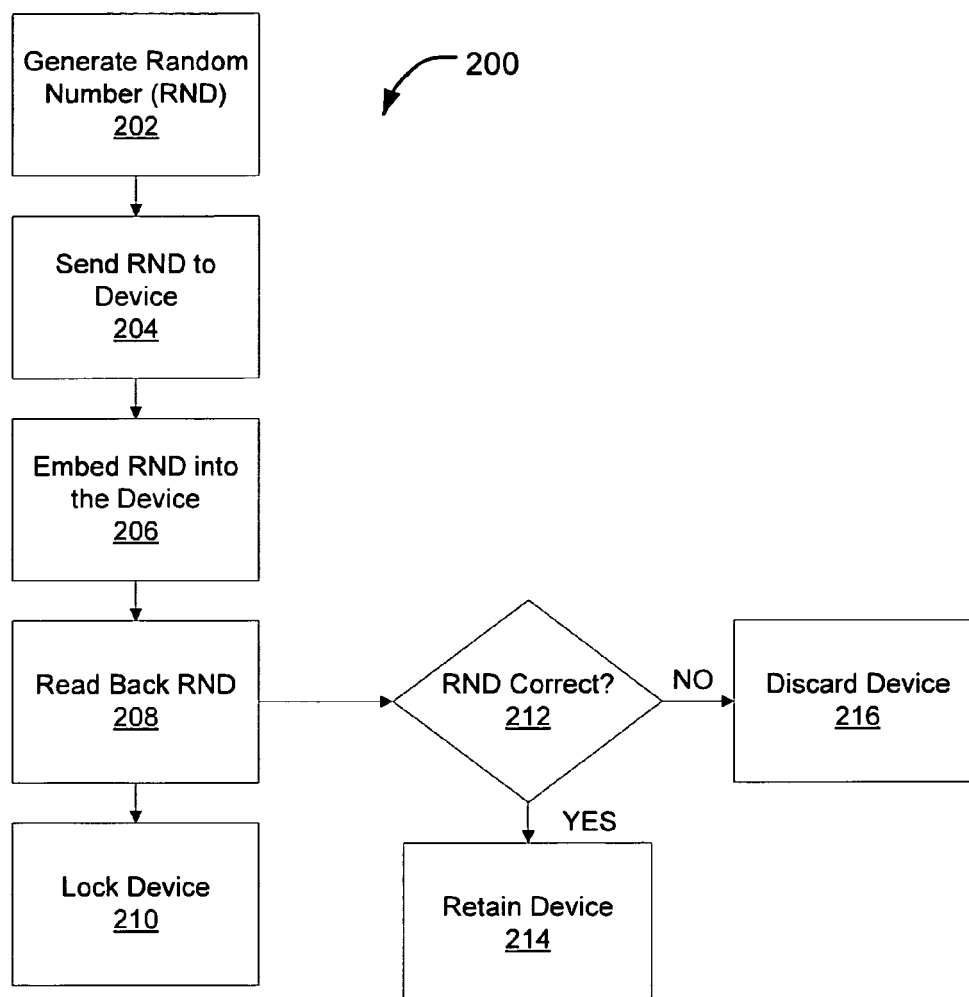 Generate Random
Number (RND)
202
200
Send RND to
Device
204
Embed RND into
the Device
206
Read Back RND
208
RND Correct?
212
NO
Discard Device
216
YES
Lock Device
210
Retain Device
214